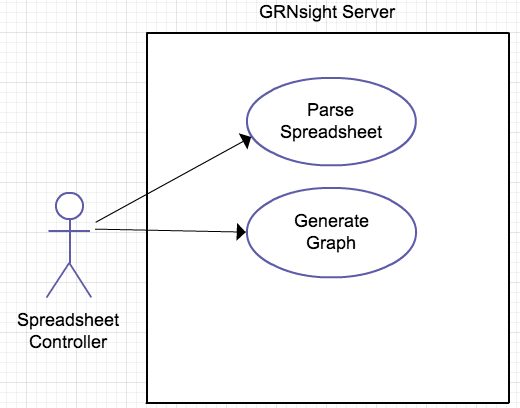 GRNsight Server
Parse
Spreadsheet
Generate
Graph
Spreadsheet
Controller